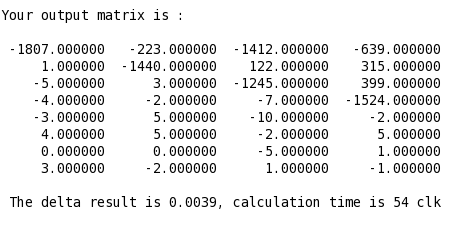 Your output matrix is :
-1807.000000 -223.000000 -1412.000000 -639.000000
1.000000 -1440.000000 122.000000 315.000000
-5.000000 3.000000 -1245.000000 399.000000
-4.000000 -2.000000 -7.000000 -1524.000000
-3.000000 5.000000 -10.000000 -2.000000
4.000000 5.000000 -2.000000 5.000000
0.000000 0.000000 -5.000000 1.000000
3.000000 -2.000000 1.000000 -1.000000
The delta result is 0.0039, calculation time is 54 clk